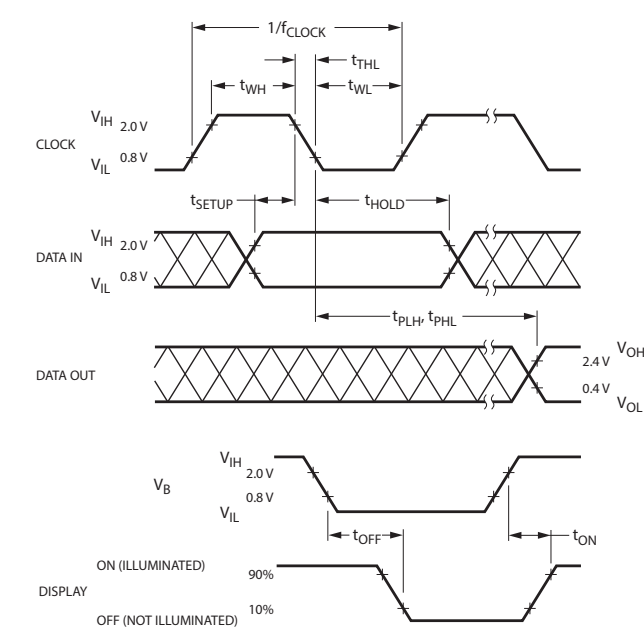 1/fCLOCK
tTHL
tWH
tWL
VIH 2.0 V
CLOCK
VIL 0.8 V
tSETUP
tHOLD
VIH 2.0 V
DATA IN
VIL 0.8 V
tPLH, tPHL
VOH
2.4 V
DATA OUT
0.4 V
VOL
VIH
2.0 V
VB
0.8 V
VIL
tOFF
tON
ON (ILLUMINATED)
90%
DISPLAY
10%
OFF (NOT ILLUMINATED)